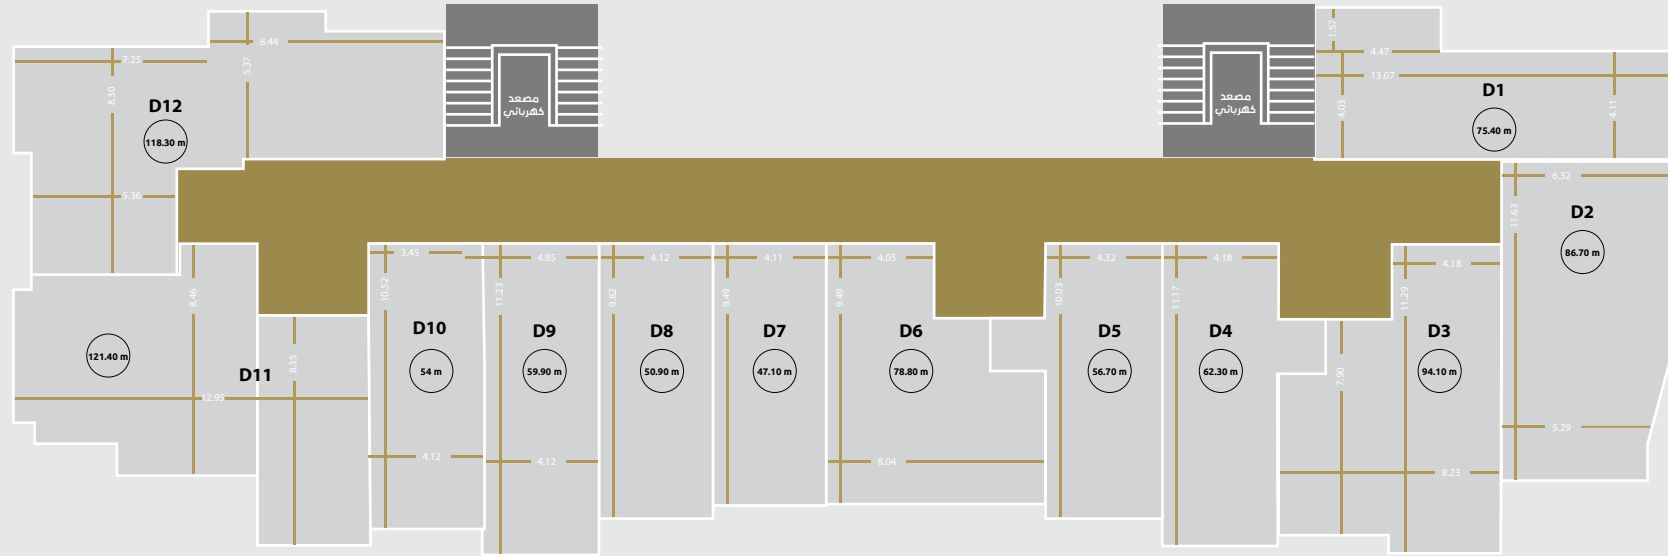 8.44
7.25
8.30
5.37
D12
118.30 m
5.36
مصعد
كهربائي
مصعد
كهربائي
1.57
4.47
13.07
4.03
4.11
D1
75.40 m
6.32
11.63
D2
86.70 m
5.29
8.46
121.40 m
D11
8.35
12.95
3.45
10.52
D10
54 m
4.12
4.85
11.23
D9
59.90 m
4.12
4.12
9.82
D8
50.90 m
4.11
9.49
D7
47.10 m
4.05
9.49
D6
78.80 m
8.04
4.32
10.03
D5
56.70 m
4.18
11.17
D4
62.30 m
4.18
11.29
D3
94.10 m
7.90
8.23